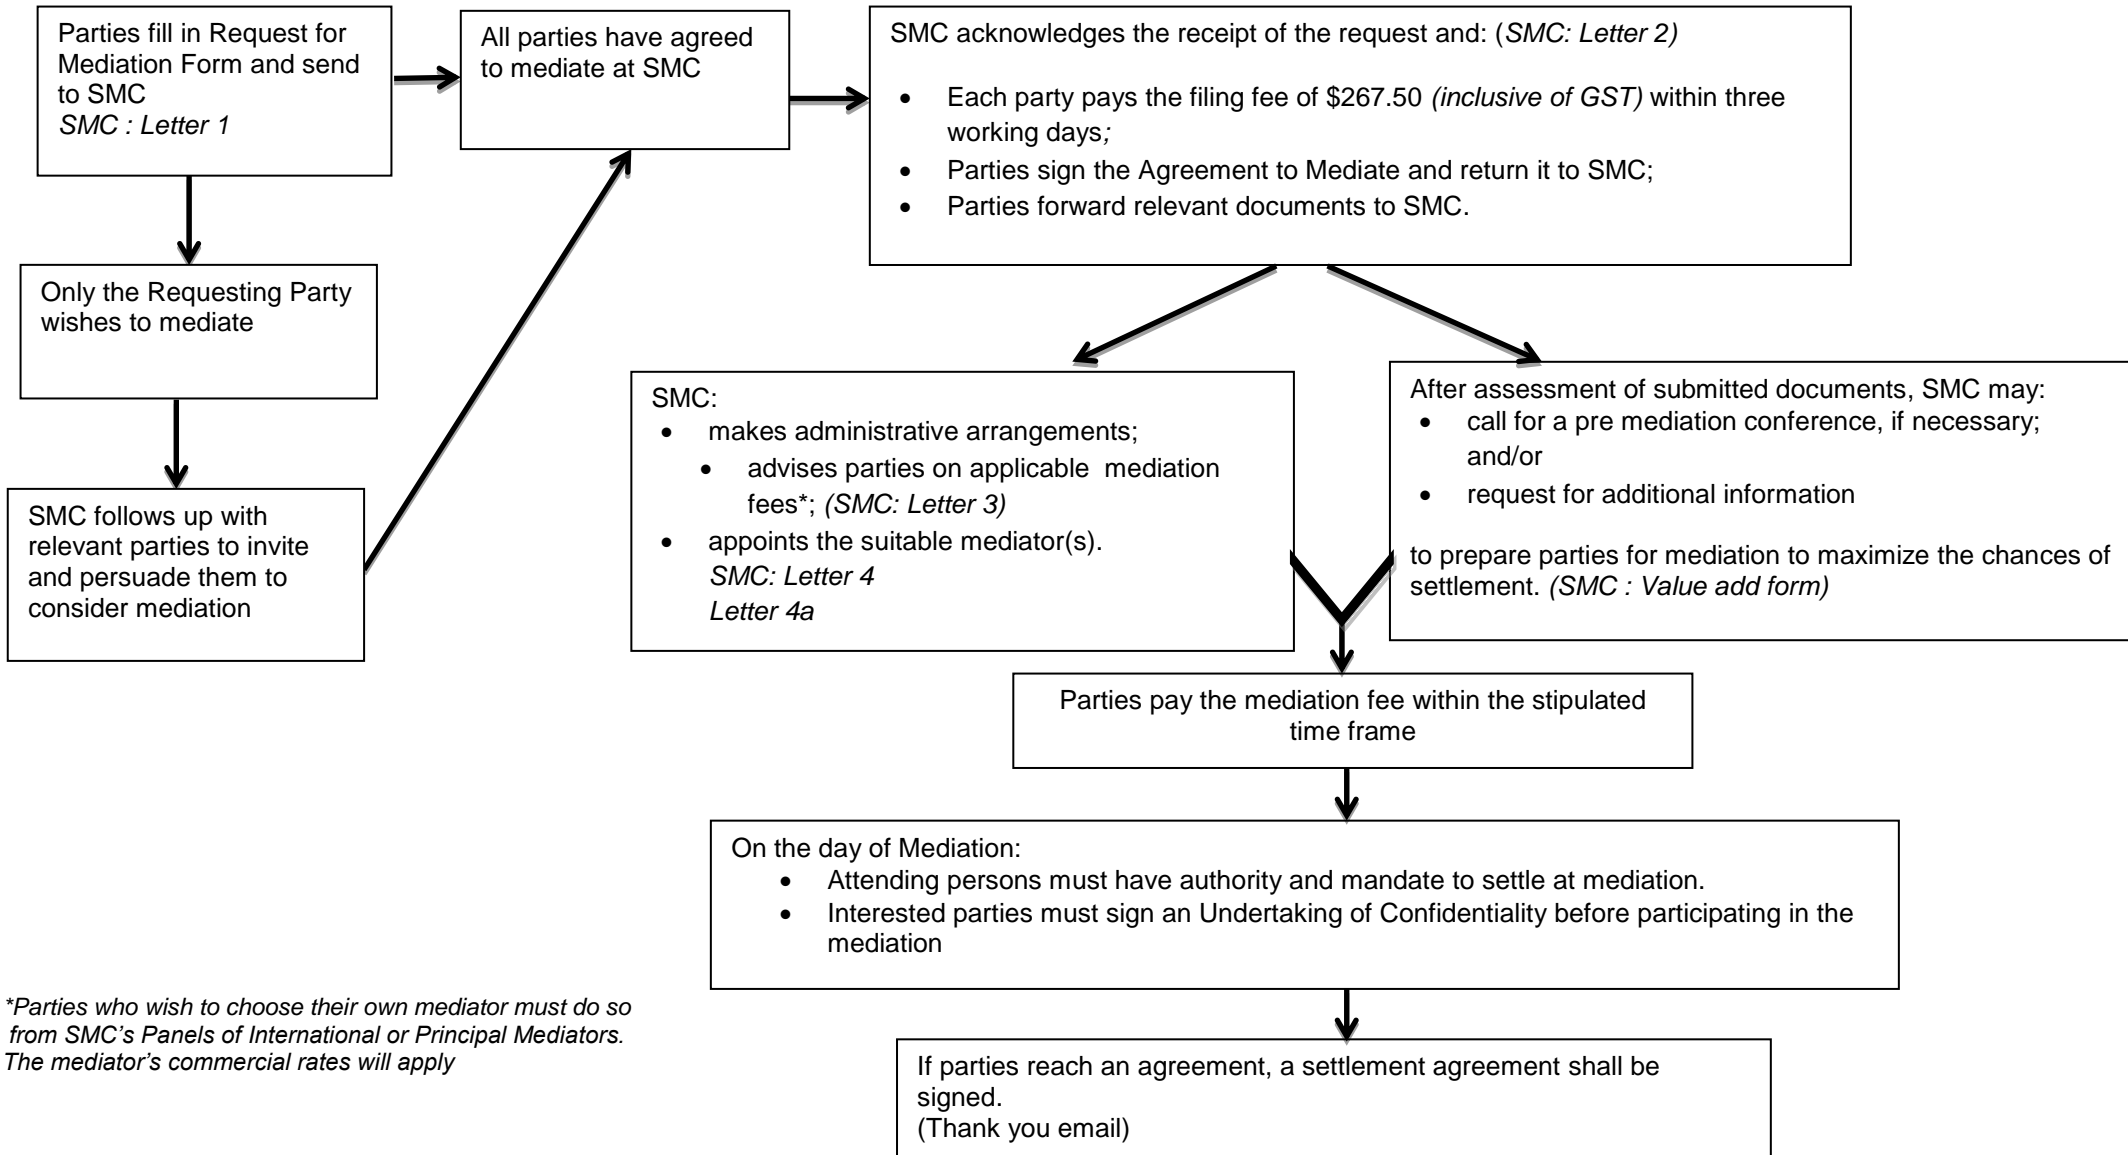 Parties fill in Request for
Mediation Form and send
to SMC
SMC : Letter 1
All parties have agreed
to mediate at SMC
SMC acknowledges the receipt of the request and: (SMC: Letter 2)
• Each party pays the filing fee of $267.50 (inclusive of GST) within three
working days;
• Parties sign the Agreement to Mediate and return it to SMC;
• Parties forward relevant documents to SMC.
Only the Requesting Party
wishes to mediate
SMC follows up with
relevant parties to invite
and persuade them to
consider mediation
SMC:
• makes administrative arrangements;
• advises parties on applicable mediation
fees*; (SMC: Letter 3)
• appoints the suitable mediator(s).
SMC: Letter 4
Letter 4a
After assessment of submitted documents, SMC may:
• call for a pre mediation conference, if necessary;
and/or
• request for additional information
to prepare parties for mediation to maximize the chances of
settlement. (SMC : Value add form)
Parties pay the mediation fee within the stipulated
time frame
On the day of Mediation:
• Attending persons must have authority and mandate to settle at mediation.
• Interested parties must sign an Undertaking of Confidentiality before participating in the
mediation
*Parties who wish to choose their own mediator must do so
from SMC's Panels of International or Principal Mediators.
The mediator's commercial rates will apply
If parties reach an agreement, a settlement agreement shall be
signed.
(Thank you email)